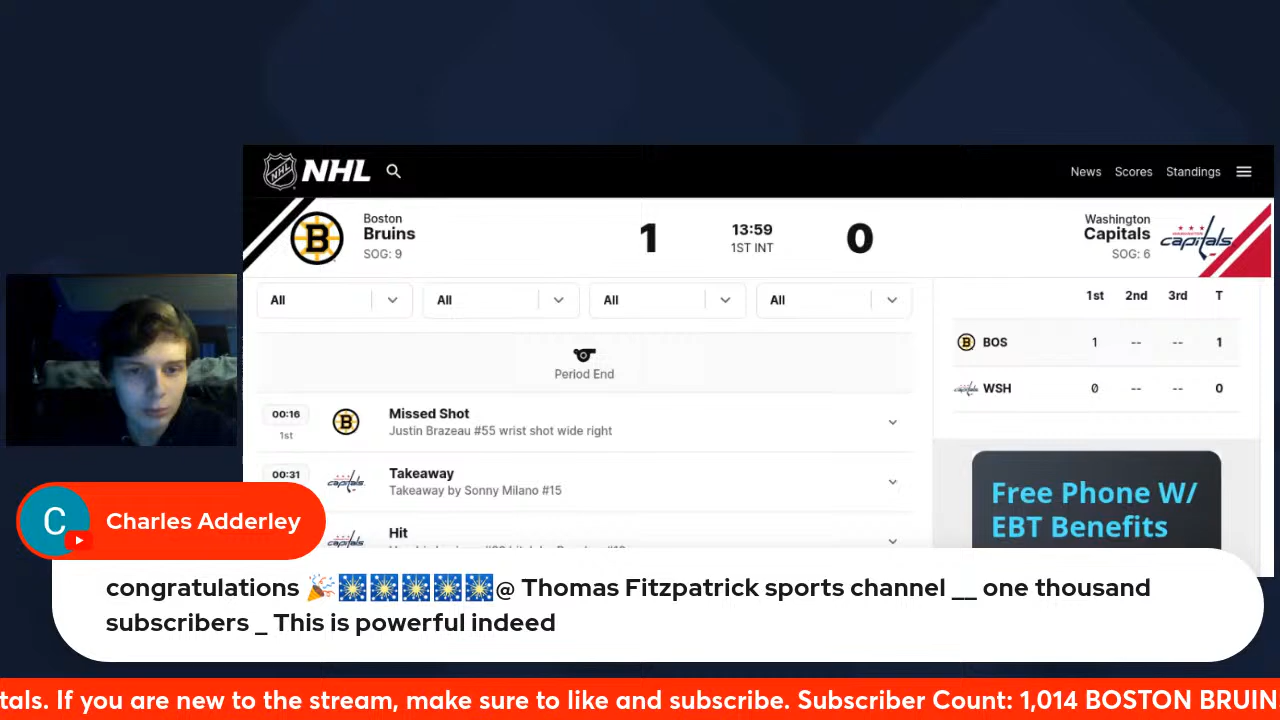 NHL
News Scores Standings
Boston
Bruins
SOG: 9
1
13:59
1ST INT
0
Washington
Capitals
SOG: 6
capitals
All All All All
1st 2nd 3rd T
BOS 1 -- -- 1
WSH 0 -- -- 0
Period End
00:16
1st
Missed Shot
Justin Brazeau #55 wrist shot wide right
00:31
Takeaway
Takeaway by Sonny Milano #15
Hit
Free Phone W/
EBT Benefits
C
Charles Adderley
congratulations 🎉🎆🎆🎆🎆🎆@ Thomas Fitzpatrick sports channel __ one thousand
subscribers _ This is powerful indeed
tals. If you are new to the stream, make sure to like and subscribe. Subscriber Count: 1,014 BOSTON BRUIN